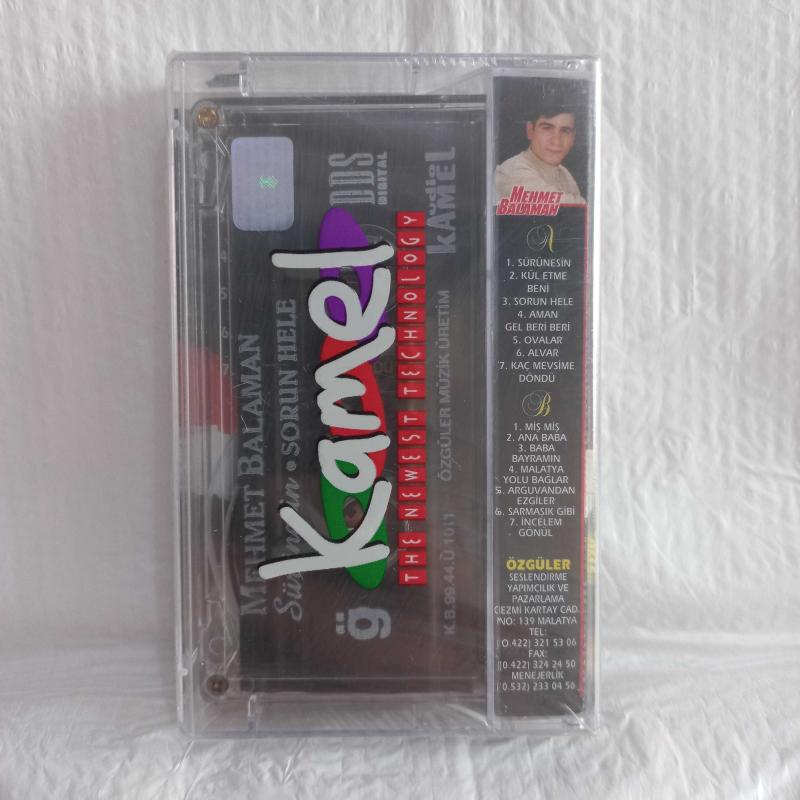 MEHMET BALAMAN
SORUN HELE
Kamel
THE NEWEST TECHNOLOGY
K.B.99.44.Ü.1011 ÖZGÜLER MÜZİK ÜRETİM
DDS
DIGITAL
KAMEL
ğ
4
5
6
7
MEHMET
BALAMAN
A
1. SÜRÜNESİN
2. KÜL ETME
BENİ
3. SORUN HELE
4. AMAN
GEL BERİ BERİ
5. OVALAR
6. ALVAR
7. KAÇ MEVSİME
DÖNDÜ
B
1. MİŞ MİŞ
2. ANA BABA
3. BABA
BAYRAMIN
4. MALATYA
YOLU BAĞLAR
5. ARGUVANDAN
EZGİLER
6. SARMAŞIK GİBİ
7. İNCELEM
GÖNÜL
ÖZGÜLER
SESLENDİRME
YAPIMCILIK VE
PAZARLAMA
CEZMİ KARTAY CAD.
NO: 139 MALATYA
TEL:
(O.422) 321 53 06
FAX:
(0.422) 324 24 50
MENEJERLİK
(0.532) 233 04 56